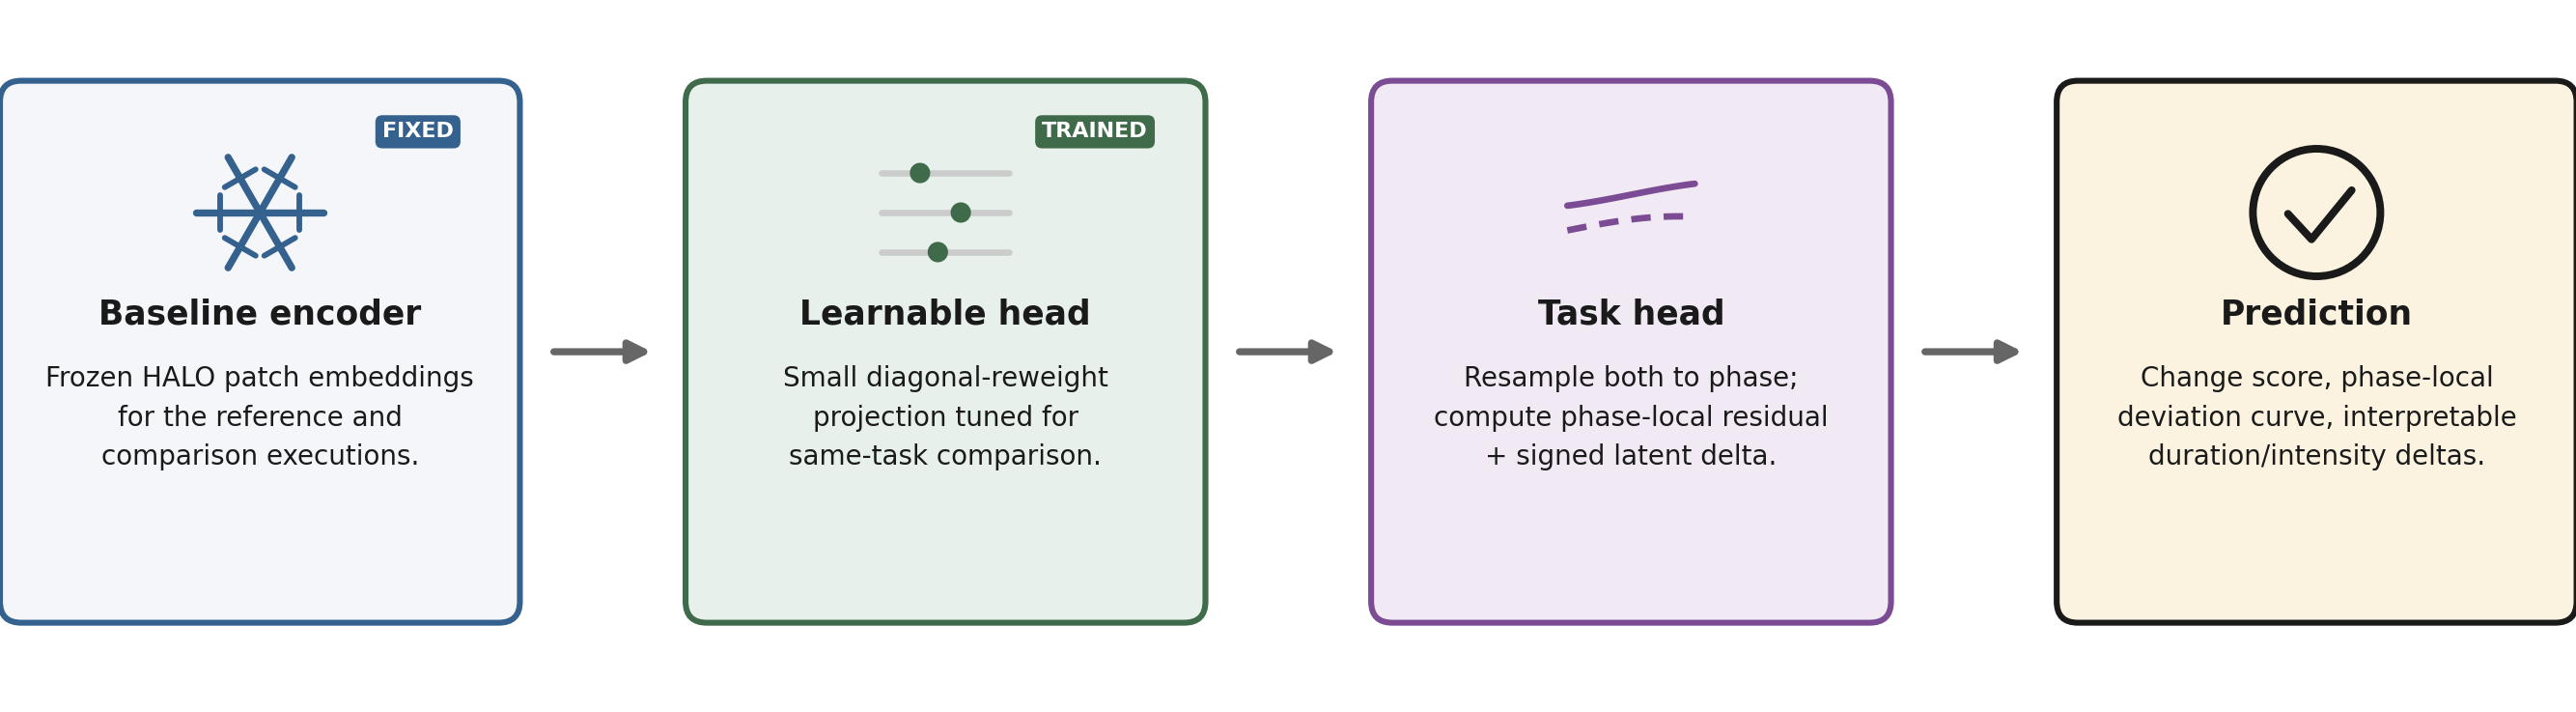 FIXED
Baseline encoder
Frozen HALO patch embeddings
for the reference and
comparison executions.
TRAINED
Learnable head
Small diagonal-reweight
projection tuned for
same-task comparison.
Task head
Resample both to phase;
compute phase-local residual
+ signed latent delta.
Prediction
Change score, phase-local
deviation curve, interpretable
duration/intensity deltas.